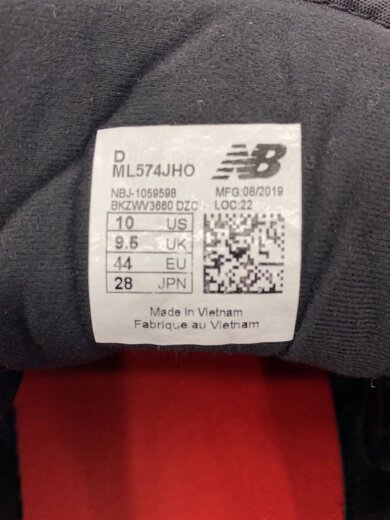 D
ML574JHO
NB
NBJ-1059598 MFG:08/2019
BKZWV3660 DZC LOC:22
10 US
9.5 UK
44 EU
28 JPN
Made in Vietnam
Fabrique au Vietnam